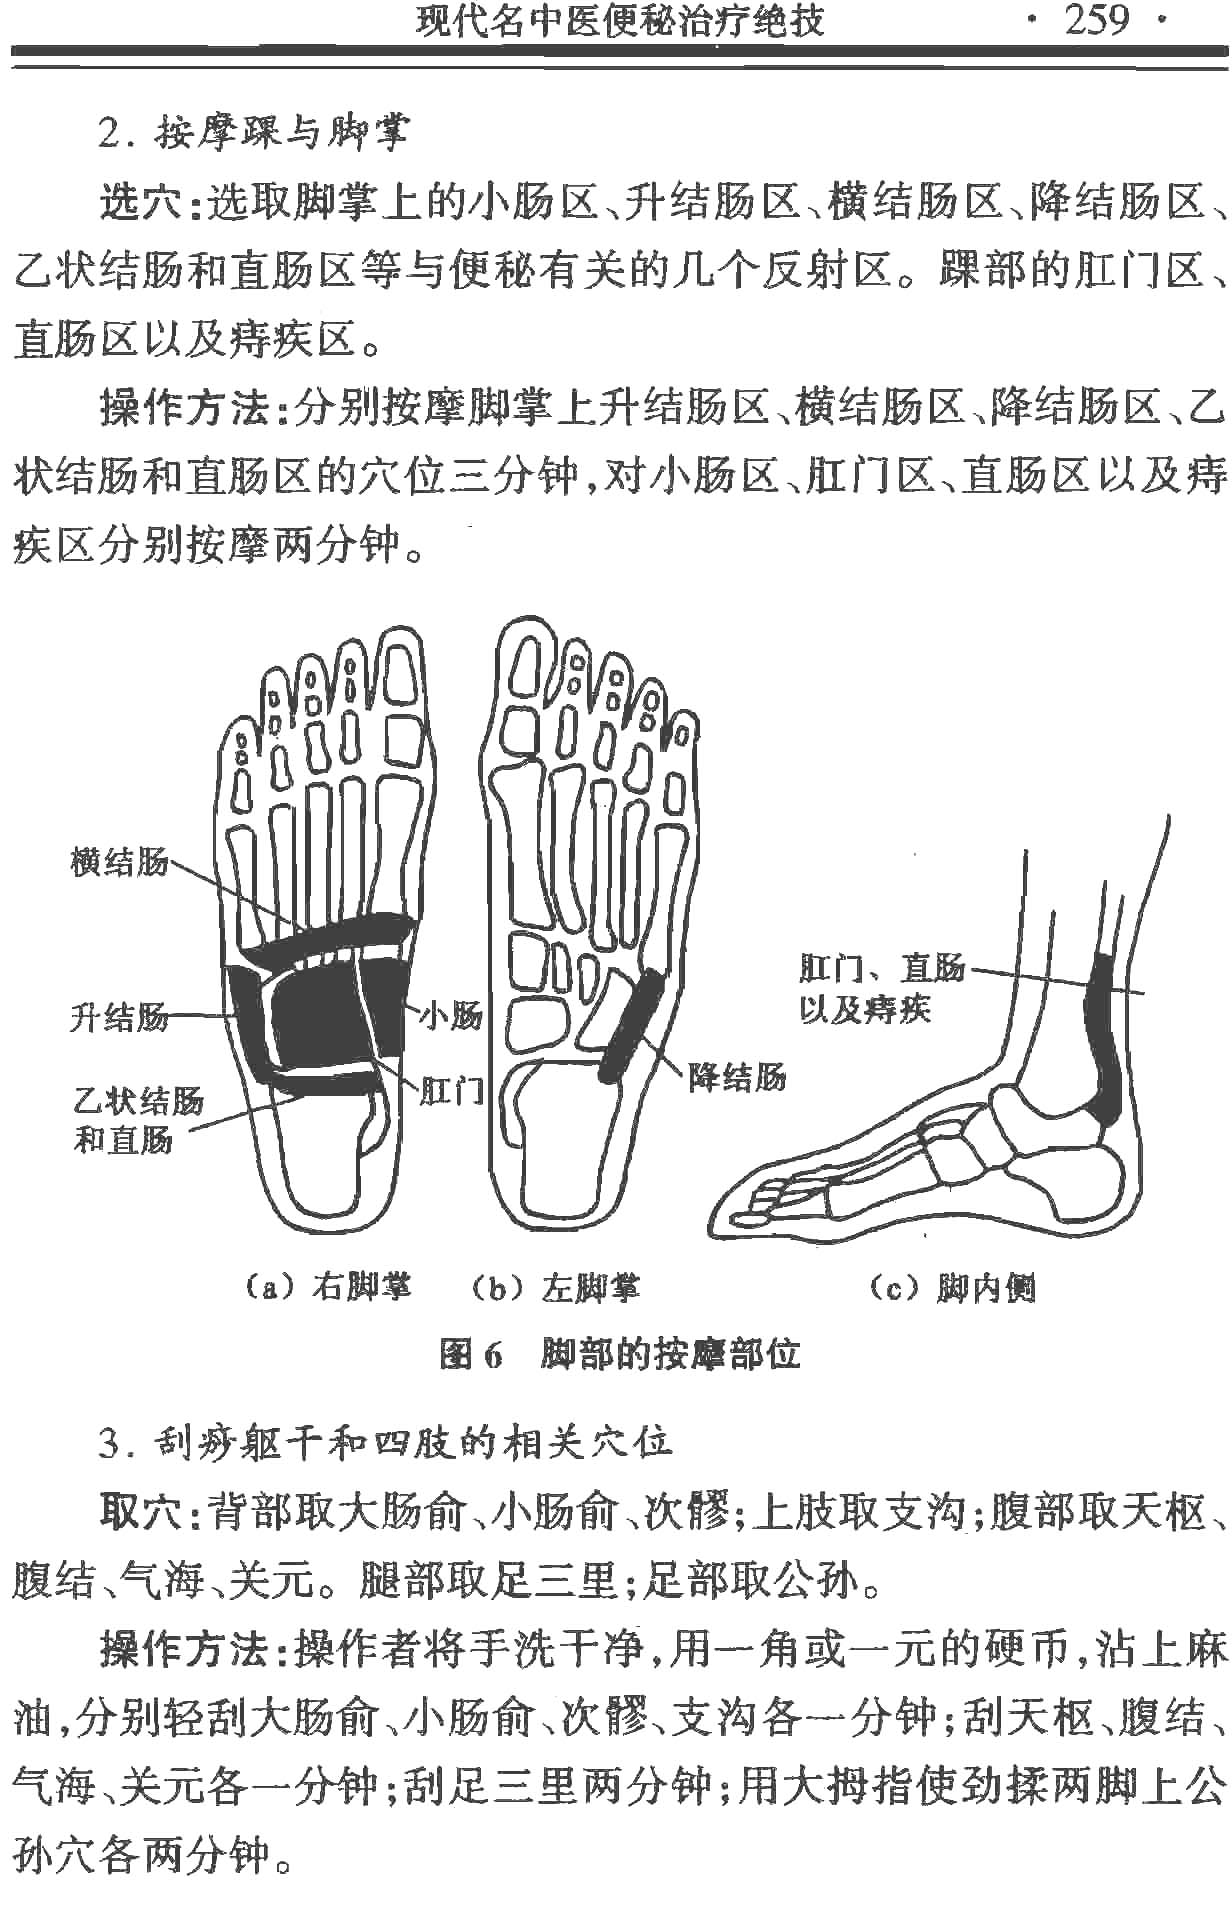 现代名中医便秘治疗绝技 · 259 ·
2. 按摩踝与脚掌
选穴：选取脚掌上的小肠区、升结肠区、横结肠区、降结肠区、
乙状结肠和直肠区等与便秘有关的几个反射区。踝部的肛门区、
直肠区以及痔疾区。
操作方法：分别按摩脚掌上升结肠区、横结肠区、降结肠区、乙
状结肠和直肠区的穴位三分钟，对小肠区、肛门区、直肠区以及痔
疾区分别按摩两分钟。
横结肠
升结肠
小肠
肛门
乙状结肠
和直肠
降结肠
肛门、直肠
以及痔疾
（a）右脚掌 （b）左脚掌 （c）脚内侧
图 6 脚部的按摩部位
3. 刮痧躯干和四肢的相关穴位
取穴：背部取大肠俞、小肠俞、次髎；上肢取支沟；腹部取天枢、
腹结、气海、关元。腿部取足三里；足部取公孙。
操作方法：操作者将手洗干净，用一角或一元的硬币，沾上麻
油，分别轻刮大肠俞、小肠俞、次髎、支沟各一分钟；刮天枢、腹结、
气海、关元各一分钟；刮足三里两分钟；用大拇指使劲揉两脚上公
孙穴各两分钟。